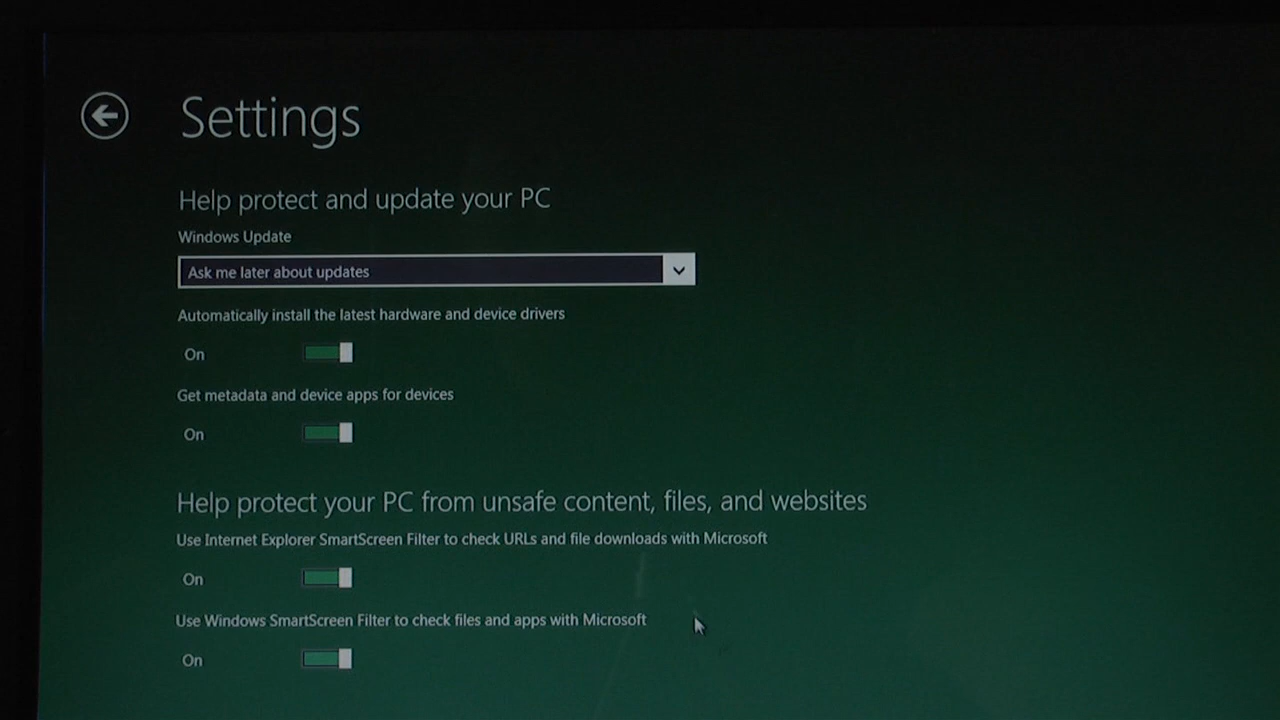 Settings
Help protect and update your PC
Windows Update
Ask me later about updates
Automatically install the latest hardware and device drivers
On
Get metadata and device apps for devices
On
Help protect your PC from unsafe content, files, and websites
Use Internet Explorer SmartScreen Filter to check URLs and file downloads with Microsoft
On
Use Windows SmartScreen Filter to check files and apps with Microsoft
On